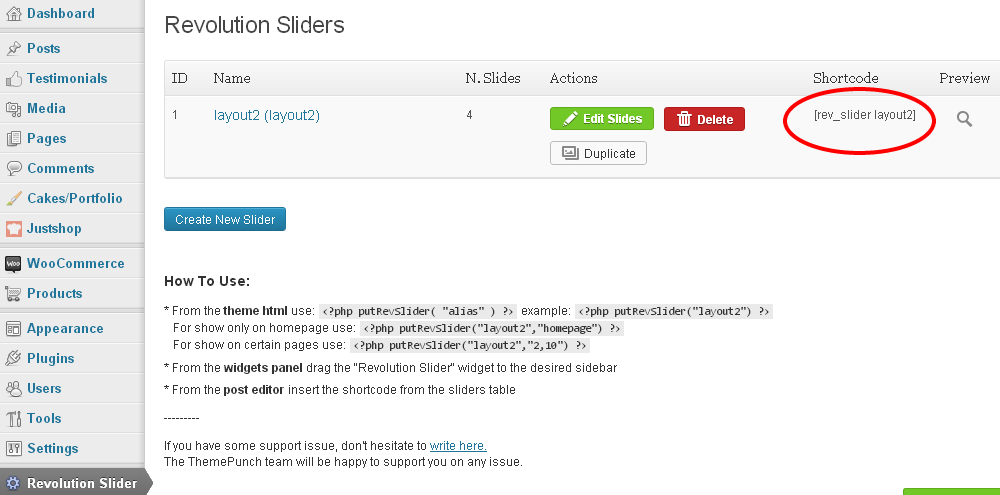 Dashboard
Posts
Testimonials
Media
Pages
Comments
Cakes/Portfolio
Justshop
Woo WooCommerce
Products
Appearance
Plugins
Users
Tools
Settings
Revolution Slider
Revolution Sliders
ID Name N. Slides Actions Shortcode Preview
1 layout2 (layout2) 4 Edit Slides Delete [rev_slider layout2]
Duplicate
Create New Slider
How To Use:
* From the theme html use: <?php putRevSlider( "alias" ) ?> example: <?php putRevSlider("layout2") ?>
For show only on homepage use: <?php putRevSlider("layout2","homepage") ?>
For show on certain pages use: <?php putRevSlider("layout2","2,10") ?>
* From the widgets panel drag the "Revolution Slider" widget to the desired sidebar
* From the post editor insert the shortcode from the sliders table
---------
If you have some support issue, don't hesitate to write here.
The ThemePunch team will be happy to support you on any issue.